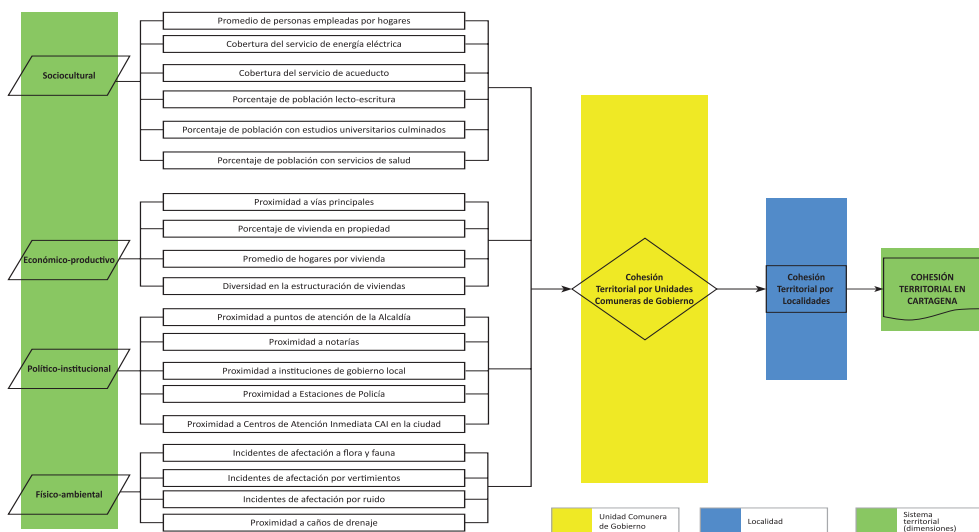 Sociocultural
Promedio de personas empleadas por hogares
Cobertura del servicio de energía eléctrica
Cobertura del servicio de acueducto
Porcentaje de población lecto-escritura
Porcentaje de población con estudios universitarios culminados
Porcentaje de población con servicios de salud
Económico-productivo
Proximidad a vías principales
Porcentaje de vivienda en propiedad
Promedio de hogares por vivienda
Diversidad en la estructuración de viviendas
Político-institucional
Proximidad a puntos de atención de la Alcaldía
Proximidad a notarías
Proximidad a instituciones de gobierno local
Proximidad a Estaciones de Policía
Proximidad a Centros de Atención Inmediata CAI en la ciudad
Físico-ambiental
Incidentes de afectación a flora y fauna
Incidentes de afectación por vertimientos
Incidentes de afectación por ruido
Proximidad a caños de drenaje
Cohesión
Territorial por Unidades
Comuneras de Gobierno
Cohesión
Territorial por
Localidades
COHESIÓN
TERRITORIAL EN
CARTAGENA
Unidad Comunera
de Gobierno
Localidad
Sistema
territorial
(dimensiones)